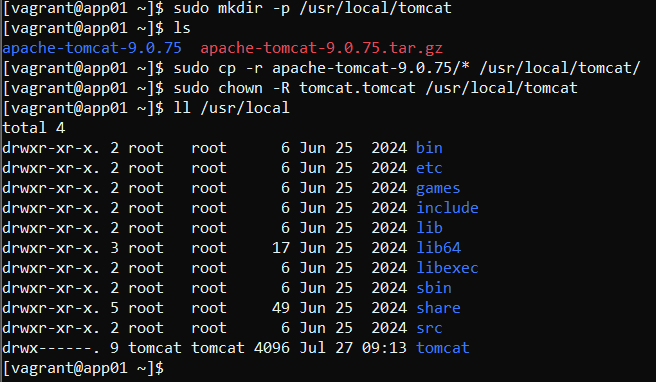 [vagrant@app01 ~]$ sudo mkdir -p /usr/local/tomcat
[vagrant@app01 ~]$ ls
apache-tomcat-9.0.75  apache-tomcat-9.0.75.tar.gz
[vagrant@app01 ~]$ sudo cp -r apache-tomcat-9.0.75/* /usr/local/tomcat/
[vagrant@app01 ~]$ sudo chown -R tomcat.tomcat /usr/local/tomcat
[vagrant@app01 ~]$ ll /usr/local
total 4
drwxr-xr-x. 2 root   root      6 Jun 25  2024 bin
drwxr-xr-x. 2 root   root      6 Jun 25  2024 etc
drwxr-xr-x. 2 root   root      6 Jun 25  2024 games
drwxr-xr-x. 2 root   root      6 Jun 25  2024 include
drwxr-xr-x. 2 root   root      6 Jun 25  2024 lib
drwxr-xr-x. 3 root   root     17 Jun 25  2024 lib64
drwxr-xr-x. 2 root   root      6 Jun 25  2024 libexec
drwxr-xr-x. 2 root   root      6 Jun 25  2024 sbin
drwxr-xr-x. 5 root   root     49 Jun 25  2024 share
drwxr-xr-x. 2 root   root      6 Jun 25  2024 src
drwx------. 9 tomcat tomcat 4096 Jul 27 09:13 tomcat
[vagrant@app01 ~]$